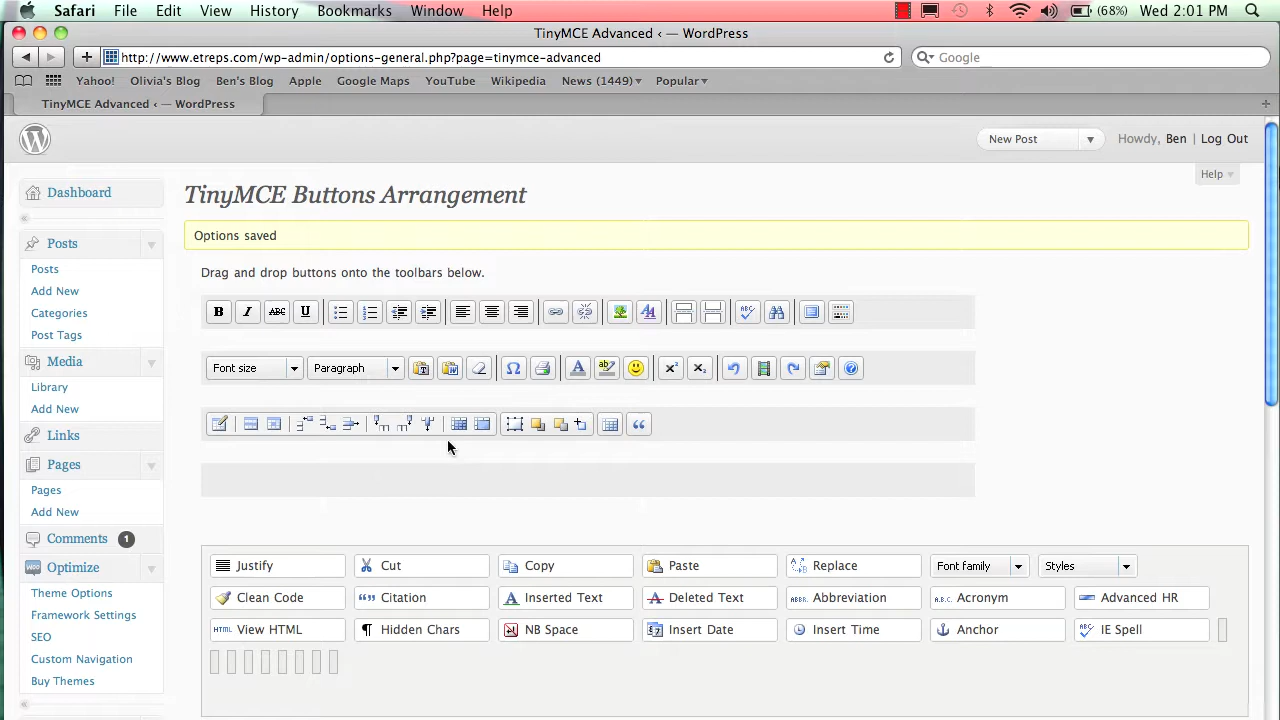 Safari File Edit View History Bookmarks Window Help (68%) Wed 2:01 PM
TinyMCE Advanced ‹ — WordPress
http://www.etreps.com/wp-admin/options-general.php?page=tinymce-advanced Google
Yahoo! Olivia's Blog Ben's Blog Apple Google Maps YouTube Wikipedia News (1449) Popular
TinyMCE Advanced ‹ — WordPress
New Post Howdy, Ben | Log Out
Help
Dashboard
Posts
Posts
Add New
Categories
Post Tags
Media
Library
Add New
Links
Pages
Pages
Add New
Comments 1
Optimize
Theme Options
Framework Settings
SEO
Custom Navigation
Buy Themes
TinyMCE Buttons Arrangement
Options saved
Drag and drop buttons onto the toolbars below.
B I ABC U ABC
Font size Paragraph
Justify Cut Copy Paste Replace Font family Styles
Clean Code Citation Inserted Text Deleted Text ABBR. Abbreviation A.B.C. Acronym Advanced HR
HTML View HTML Hidden Chars NB Space Insert Date Insert Time Anchor ABC IE Spell